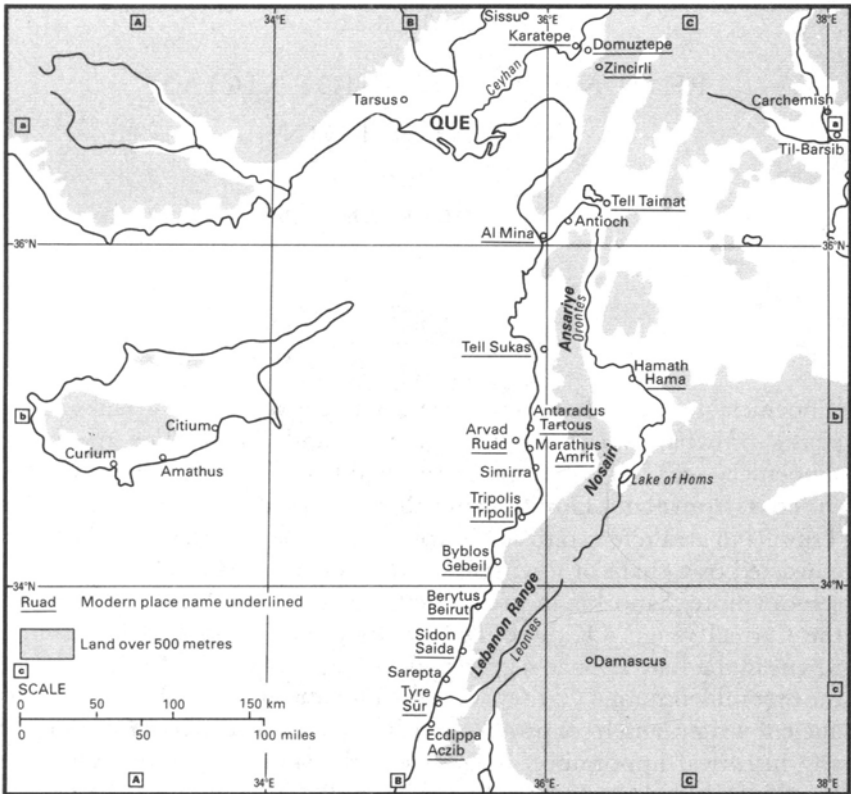 A
34°E
B
Sissu
36°E
C
38°E
Karatepe
Domuztepe
Zincirli
Ceyhan
Tarsus
Carchemish
a
QUE
a
Til-Barsib
Tell Taimat
Antioch
Al Mina
36°N
36°N
Ansariye
Orontes
Tell Sukas
Hamath
Hama
b
Antaradus
b
Citium
Arvad
Tartous
Ruad
Marathus
Curium
Amrit
Amathus
Simirra
Nosairi
Lake of Homs
Tripolis
Tripoli
Byblos
Gebeil
34°N
34°N
Ruad Modern place name underlined
Berytus
Beirut
Land over 500 metres
Sidon
Saida
Lebanon Range
Leontes
Damascus
c
Sarepta
c
SCALE
Tyre
Sūr
0 50 100 150 km
0 50 100 miles
Ecdippa
Aczib
A
34°E
B
36°E
C
38°E